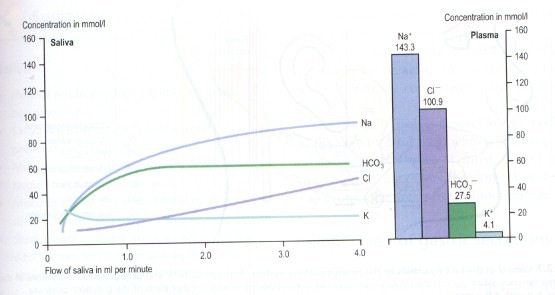 Concentration in mmol/l
160
Saliva
140
120
100
80
60
40
20
0
Na
HCO3
Cl
K
0
1.0
2.0
3.0
4.0
Flow of saliva in ml per minute
Concentration in mmol/l
Plasma
160
140
120
100
80
60
40
20
0
Na+
143.3
Cl−
100.9
HCO3−
27.5
K+
4.1